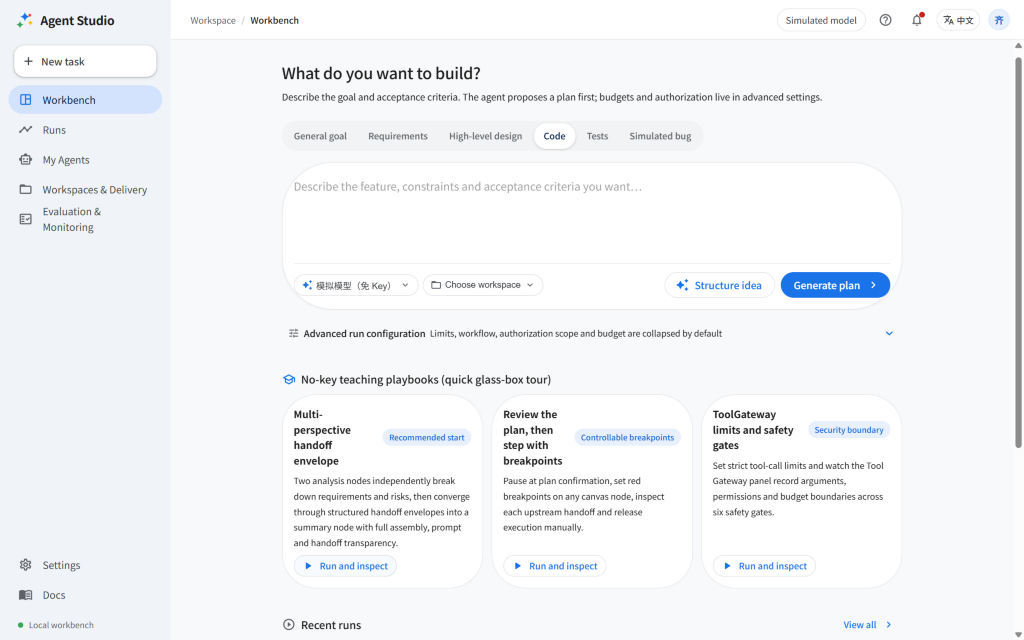 Agent Studio
New task
Workbench
Runs
My Agents
Workspaces & Delivery
Evaluation &
Monitoring
Settings
Docs
Local workbench
Workspace / Workbench
Simulated model
中文
齐
What do you want to build?
Describe the goal and acceptance criteria. The agent proposes a plan first; budgets and authorization live in advanced settings.
General goal
Requirements
High-level design
Code
Tests
Simulated bug
Describe the feature, constraints and acceptance criteria you want…
模拟模型（免 Key）
Choose workspace
Structure idea
Generate plan
Advanced run configuration Limits, workflow, authorization scope and budget are collapsed by default
No-key teaching playbooks (quick glass-box tour)
Multi-
perspective
handoff
envelope
Recommended start
Two analysis nodes independently break
down requirements and risks, then converge
through structured handoff envelopes into a
summary node with full assembly, prompt
and handoff transparency.
Run and inspect
Review the
plan, then
step with
breakpoints
Controllable breakpoints
Pause at plan confirmation, set red
breakpoints on any canvas node, inspect
each upstream handoff and release
execution manually.
Run and inspect
ToolGateway
limits and safety
gates
Security boundary
Set strict tool-call limits and watch the Tool
Gateway panel record arguments,
permissions and budget boundaries across
six safety gates.
Run and inspect
Recent runs
View all